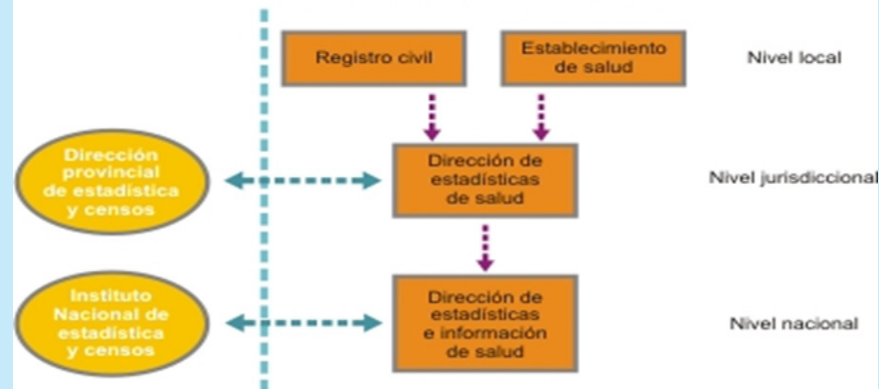 Registro civil
Establecimiento
de salud
Nivel local
Dirección
provincial
de estadística
y censos
Dirección de
estadísticas
de salud
Nivel jurisdiccional
Instituto
Nacional de
estadística
y censos
Dirección de
estadísticas
e información
de salud
Nivel nacional